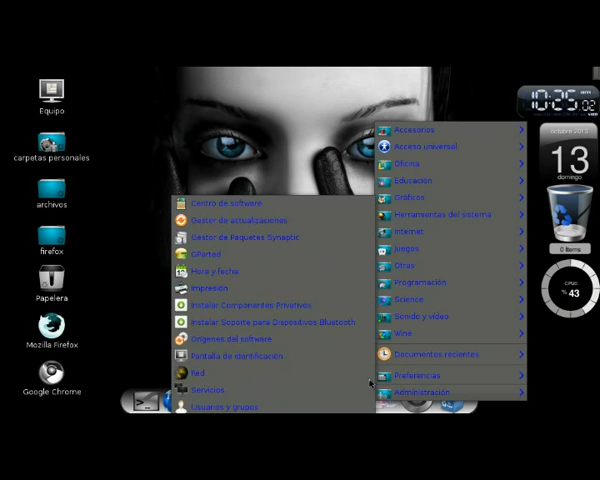 Equipo
carpetas personales
archivos
firefox
Papelera
Mozilla Firefox
Google Chrome
Centro de software
Gestor de actualizaciones
Gestor de Paquetes Synaptic
GParted
Hora y fecha
Impresión
Instalar Componentes Privativos
Instalar Soporte para Dispositivos Bluetooth
Orígenes del software
Pantalla de identificación
Red
Servicios
Usuarios y grupos
Accesorios
Acceso universal
Oficina
Educación
Gráficos
Herramientas del sistema
Internet
Juegos
Otras
Programación
Science
Sonido y video
Wine
Documentos recientes
Preferencias
Administración
10:25
02
octubre 2013
13
domingo
0 Items
CPU0
% 43